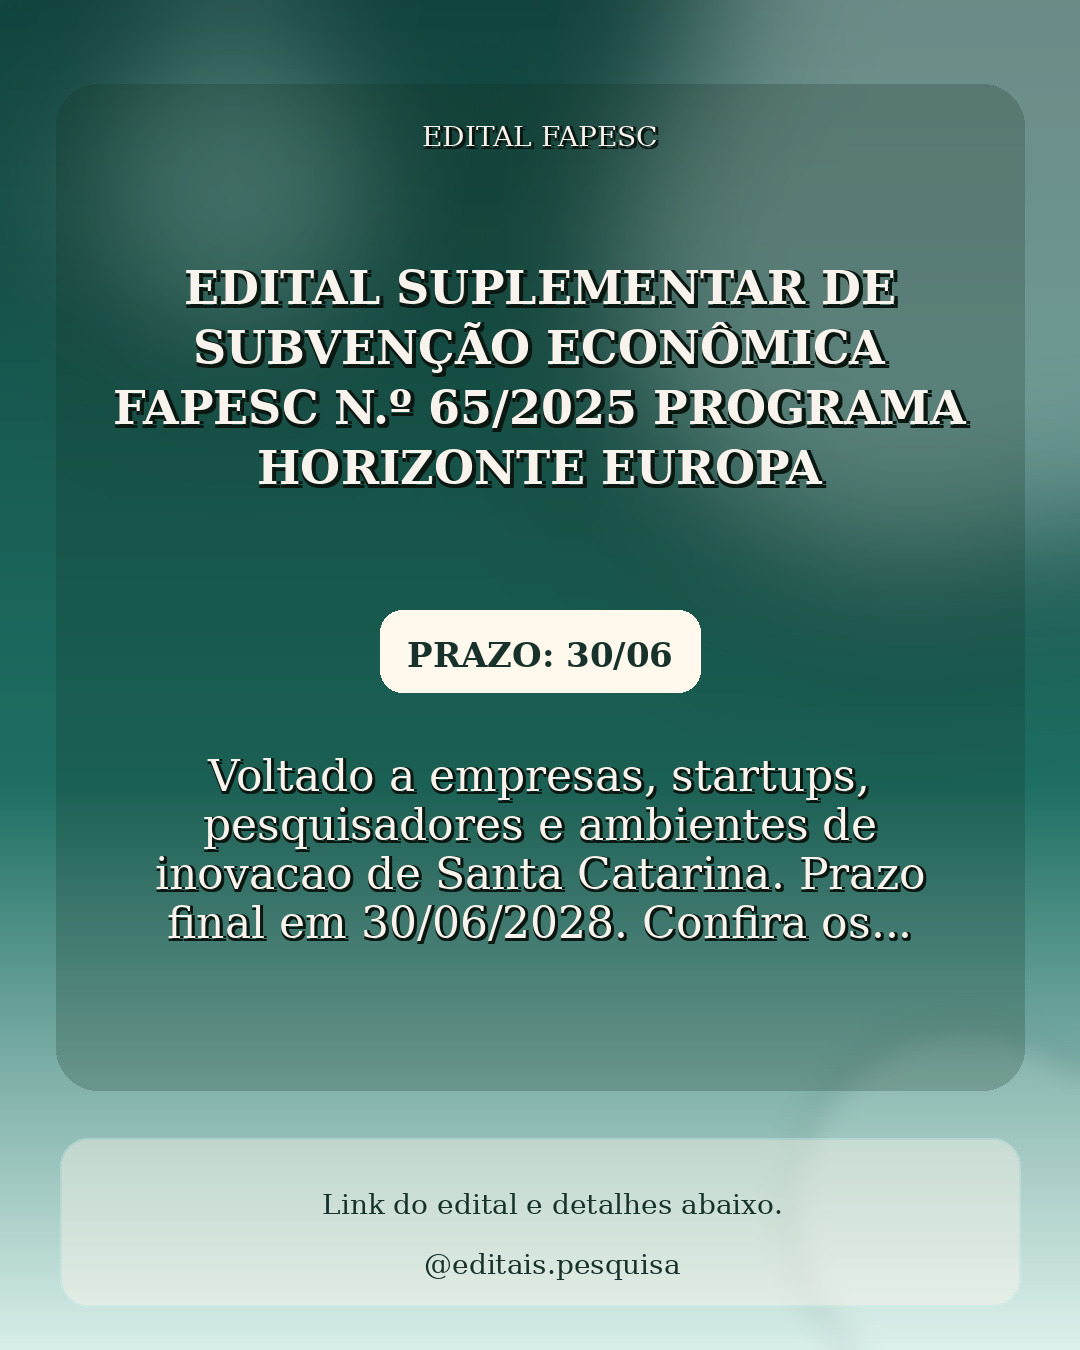 EDITAL FAPESC
EDITAL SUPLEMENTAR DE
SUBVENÇÃO ECONÔMICA
FAPESC N.º 65/2025 PROGRAMA
HORIZONTE EUROPA
PRAZO: 30/06
Voltado a empresas, startups,
pesquisadores e ambientes de
inovacao de Santa Catarina. Prazo
final em 30/06/2028. Confira os...
Link do edital e detalhes abaixo.
@editais.pesquisa